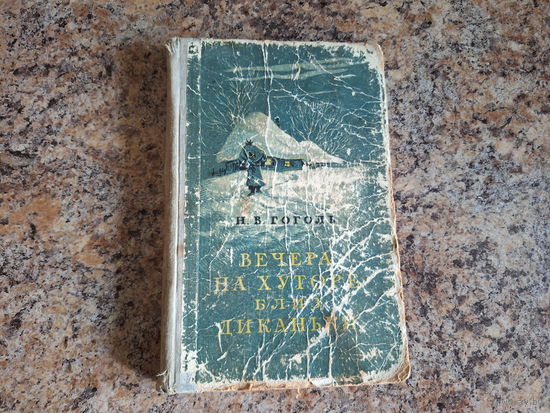 Н. В. ГОГОЛЬ
ВЕЧЕРА
НА ХУТОРЕ
БЛИЗ
ДИКАНЬКИ